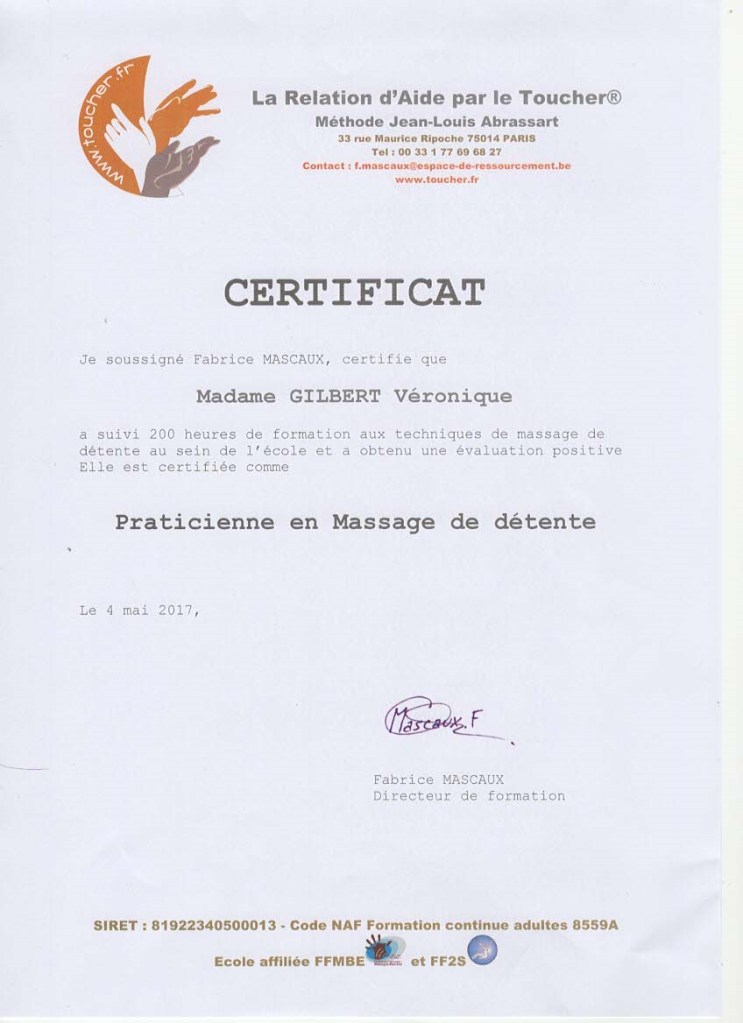 www.toucher.fr
La Relation d'Aide par le Toucher®
Méthode Jean-Louis Abrassart
33 rue Maurice Ripoche 75014 PARIS
Tel : 00 33 1 77 69 68 27
Contact : f.mascaux@espace-de-ressourcement.be
www.toucher.fr
CERTIFICAT
Je soussigné Fabrice MASCAUX, certifie que
Madame GILBERT Véronique
a suivi 200 heures de formation aux techniques de massage de
détente au sein de l'école et a obtenu une évaluation positive
Elle est certifiée comme
Praticienne en Massage de détente
Le 4 mai 2017,
Mascaux.F
Fabrice MASCAUX
Directeur de formation
SIRET : 81922340500013 - Code NAF Formation continue adultes 8559A
Ecole affiliée FFMBE et FF2S